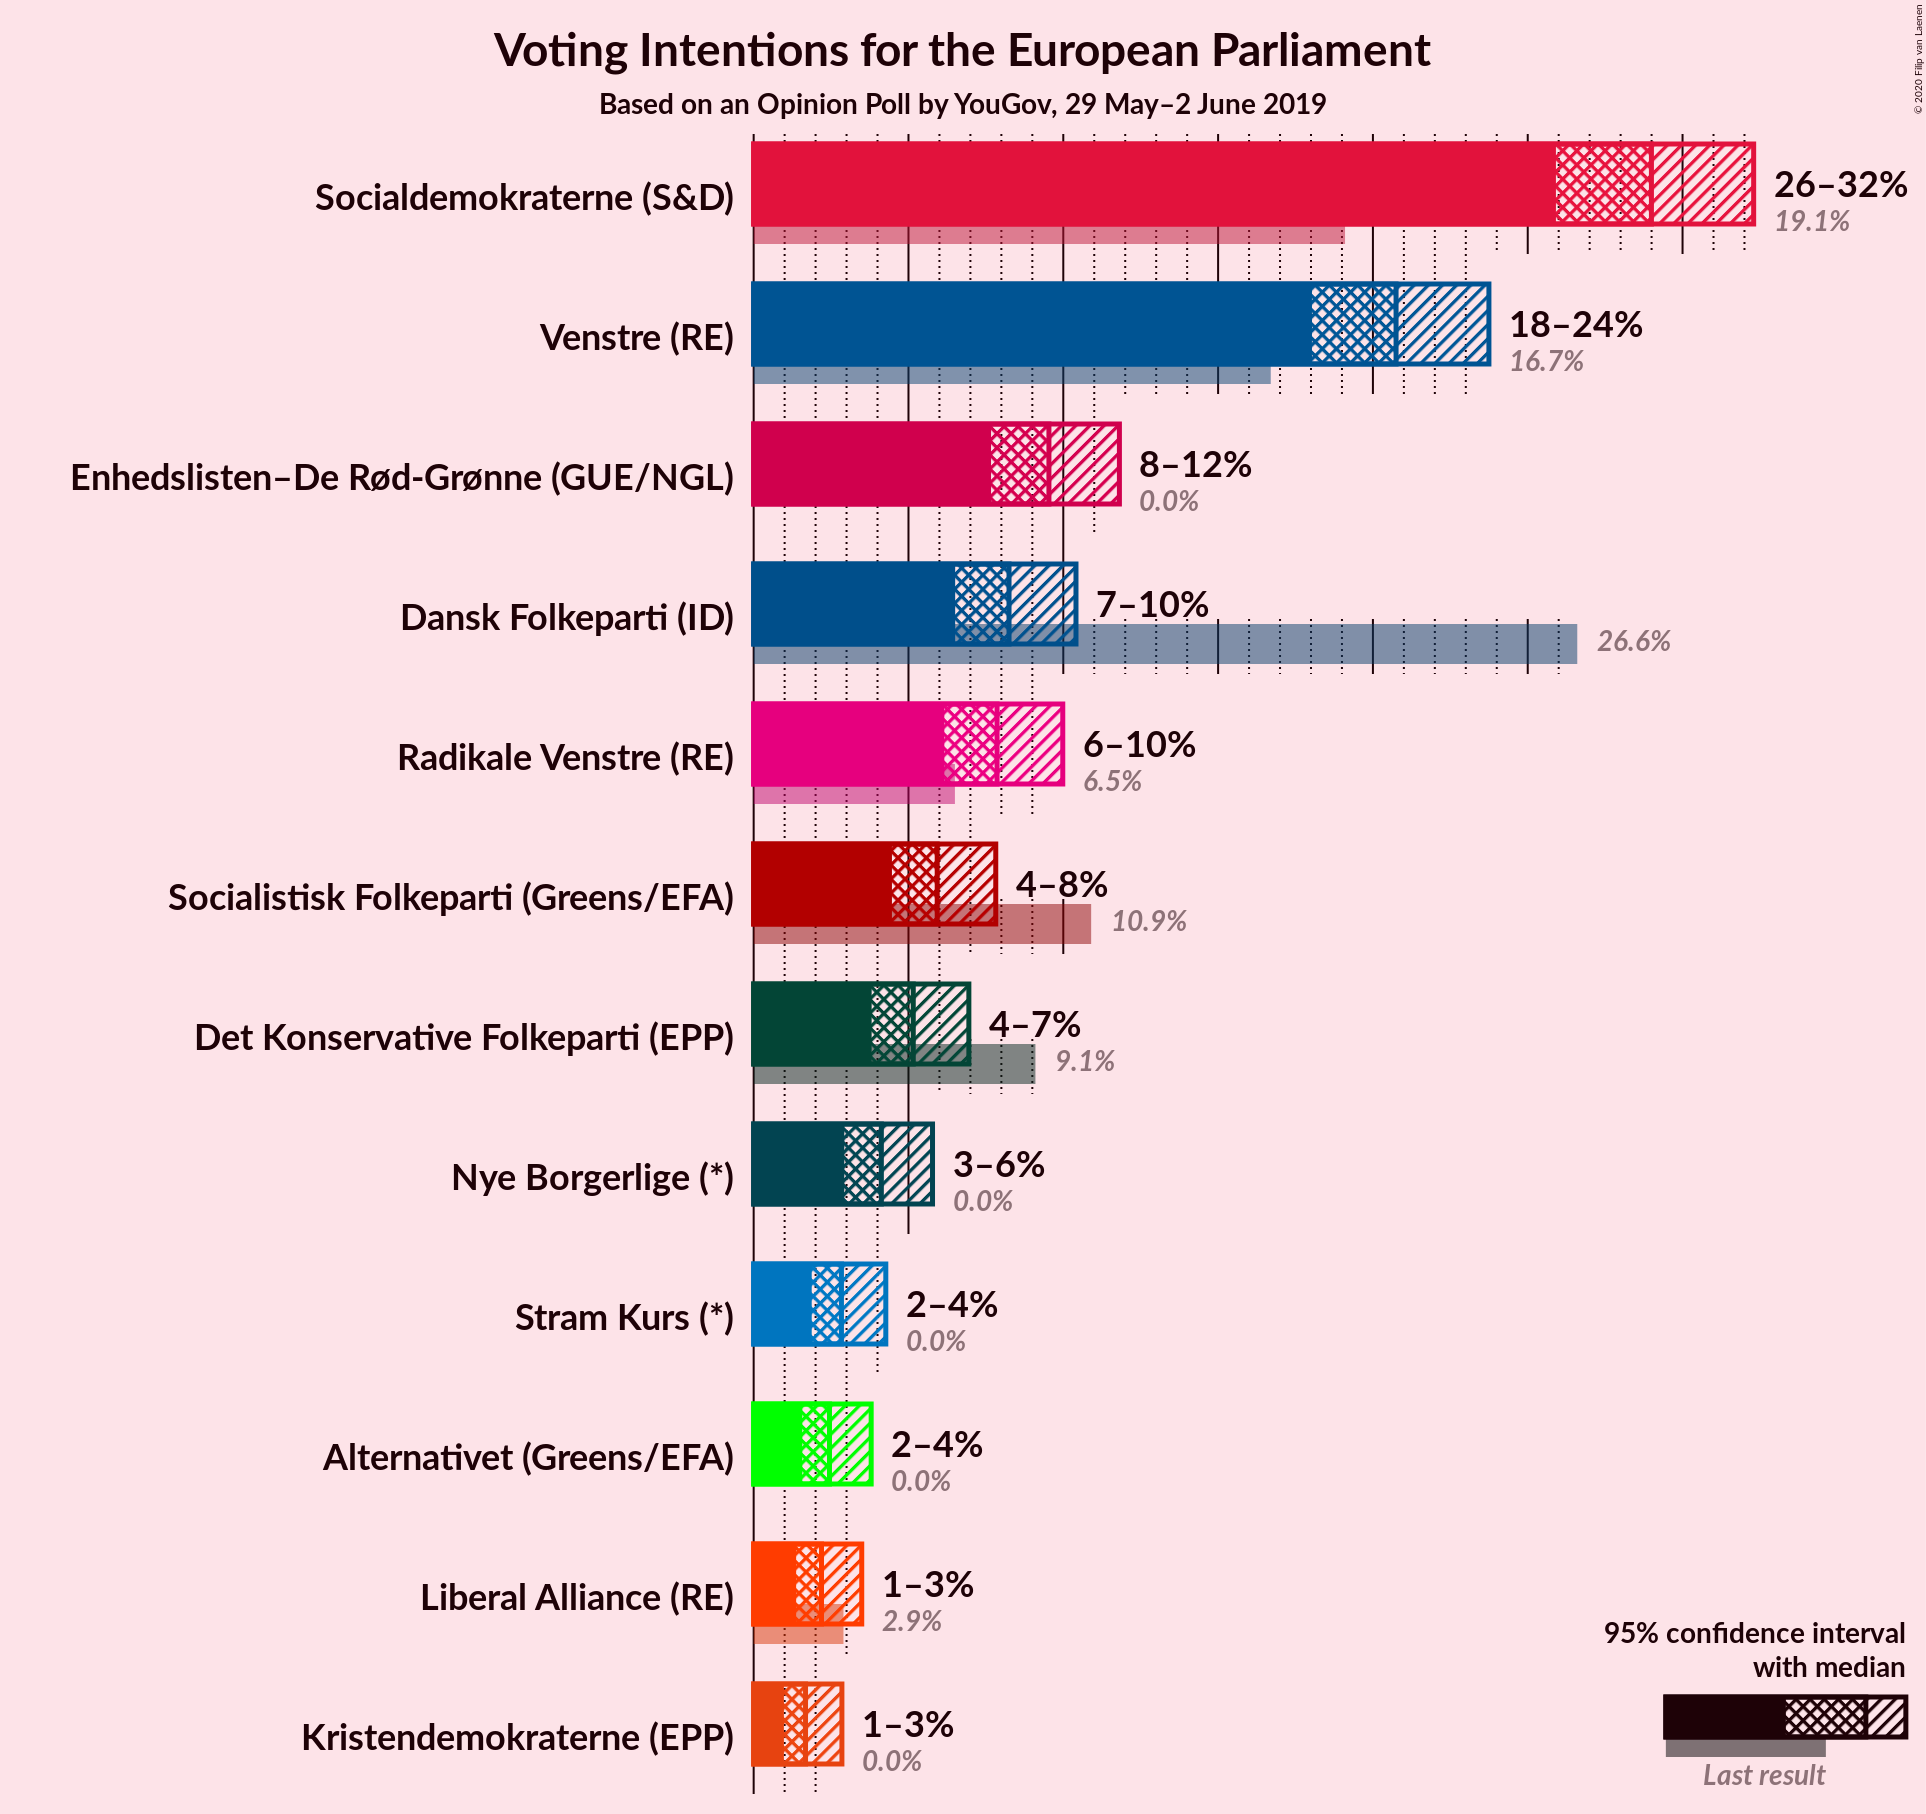 © 2020 Filip van Laenen
Voting Intentions for the European Parliament
Based on an Opinion Poll by YouGov, 29 May–2 June 2019
Socialdemokraterne (S&D)
26–32%
19.1%
Venstre (RE)
18–24%
16.7%
Enhedslisten–De Rød-Grønne (GUE/NGL)
8–12%
0.0%
Dansk Folkeparti (ID)
7–10%
26.6%
Radikale Venstre (RE)
6–10%
6.5%
Socialistisk Folkeparti (Greens/EFA)
4–8%
10.9%
Det Konservative Folkeparti (EPP)
4–7%
9.1%
Nye Borgerlige (*)
3–6%
0.0%
Stram Kurs (*)
2–4%
0.0%
Alternativet (Greens/EFA)
2–4%
0.0%
Liberal Alliance (RE)
1–3%
2.9%
Kristendemokraterne (EPP)
1–3%
0.0%
95% confidence interval
with median
Last result